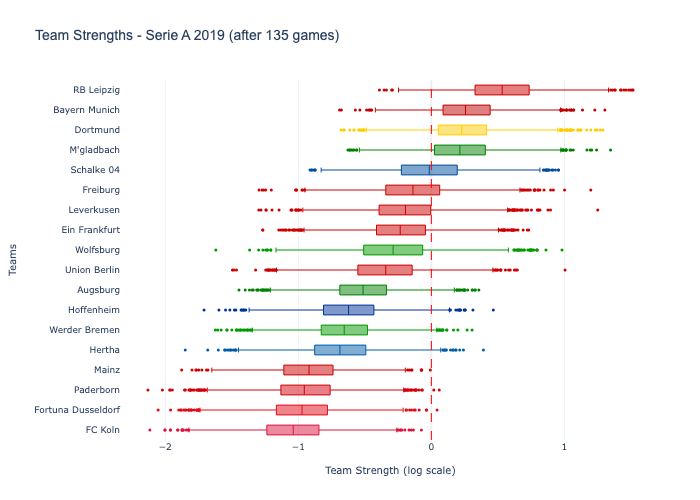 Team Strengths - Serie A 2019 (after 135 games)
RB Leipzig
Bayern Munich
Dortmund
M'gladbach
Schalke 04
Freiburg
Leverkusen
Ein Frankfurt
Wolfsburg
Union Berlin
Augsburg
Hoffenheim
Werder Bremen
Hertha
Mainz
Paderborn
Fortuna Dusseldorf
FC Koln
Teams
−2 −1 0 1
Team Strength (log scale)